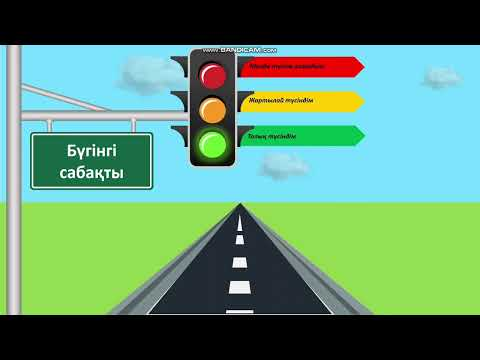 www.BANDICAM.com
Жартылай түсіндім
Толық түсіндім
Бүгінгі
сабақты